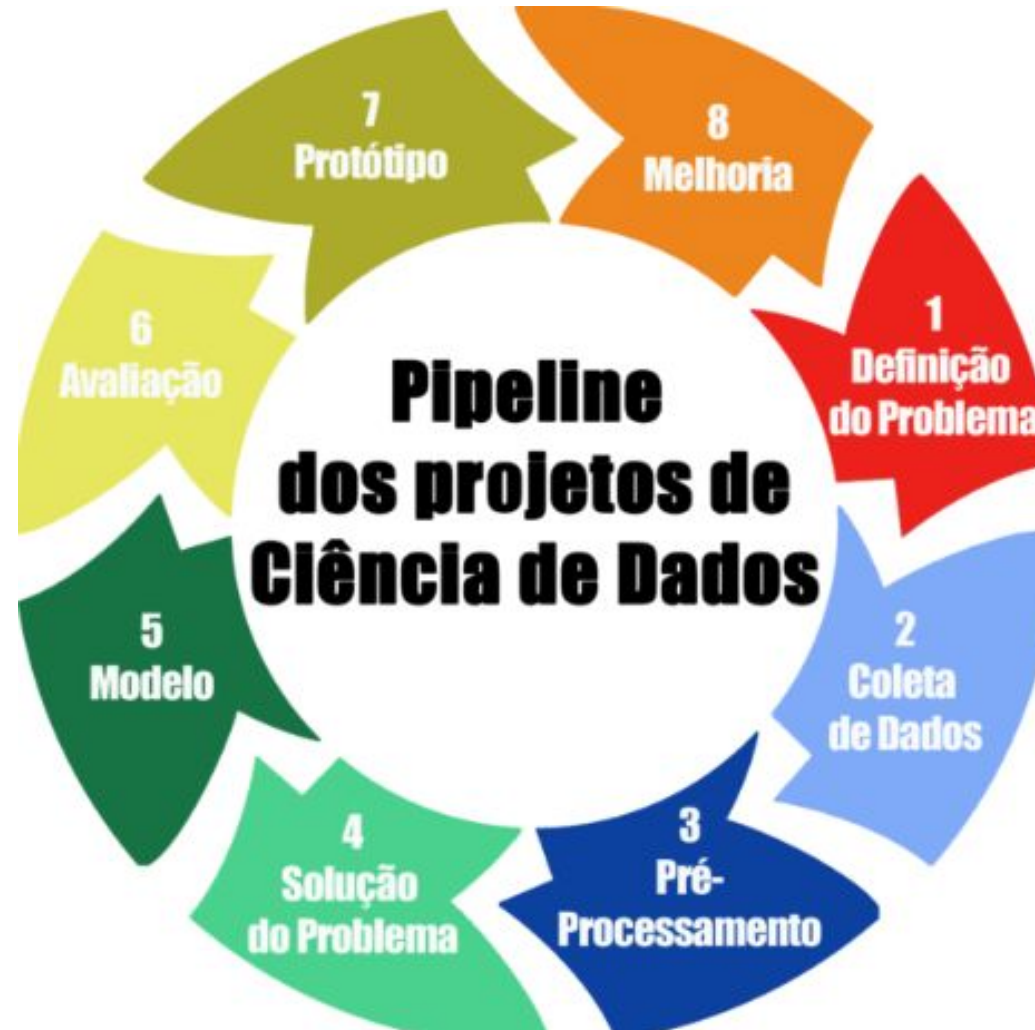 Pipeline
dos projetos de
Ciência de Dados
1
Definição
do Problema
2
Coleta
de Dados
3
Pré-
Processamento
4
Solução
do Problema
5
Modelo
6
Avaliação
7
Protótipo
8
Melhoria